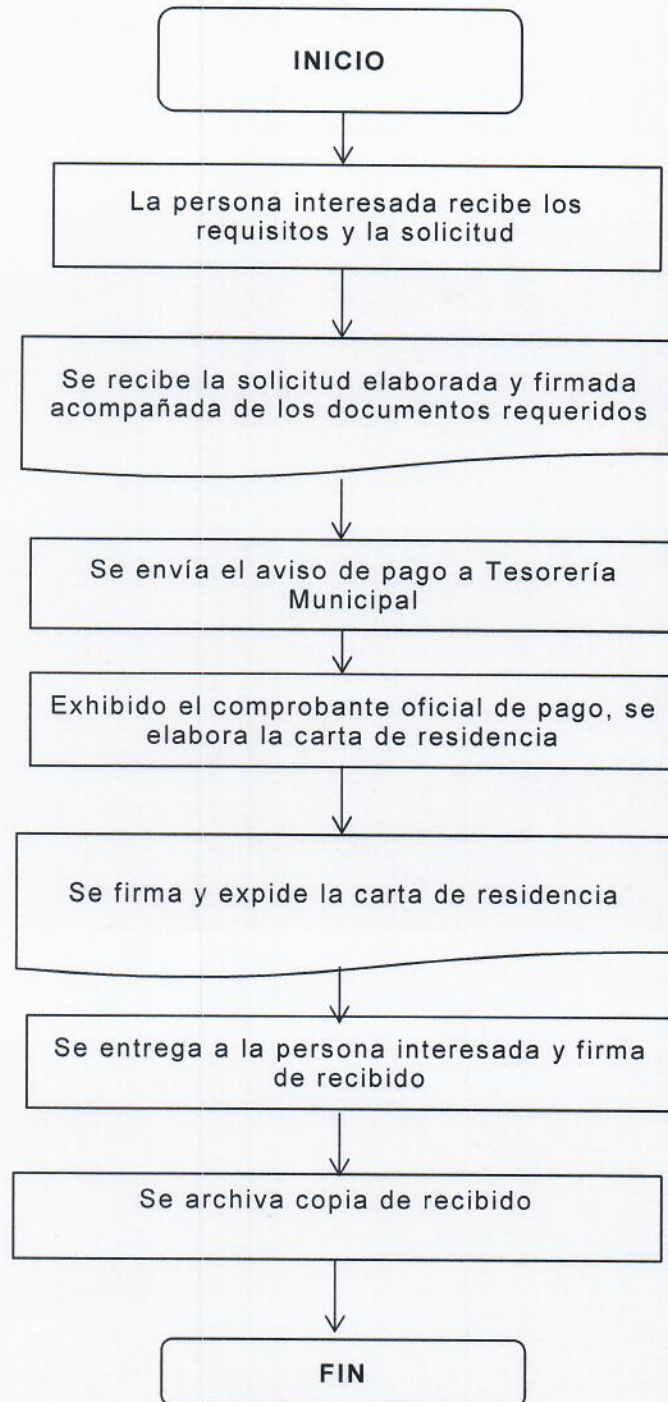 INICIO
La persona interesada recibe los
requisitos y la solicitud
Se recibe la solicitud elaborada y firmada
acompañada de los documentos requeridos
Se envía el aviso de pago a Tesorería
Municipal
Exhibido el comprobante oficial de pago, se
elabora la carta de residencia
Se firma y expide la carta de residencia
Se entrega a la persona interesada y firma
de recibido
Se archiva copia de recibido
FIN